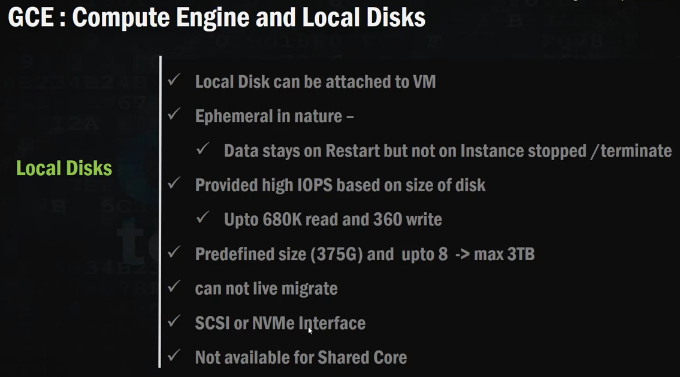 GCE : Compute Engine and Local Disks
Local Disks
Local Disk can be attached to VM
Ephemeral in nature –
Data stays on Restart but not on Instance stopped /terminate
Provided high IOPS based on size of disk
Upto 680K read and 360 write
Predefined size (375G) and upto 8 -> max 3TB
can not live migrate
SCSI or NVMe Interface
Not available for Shared Core